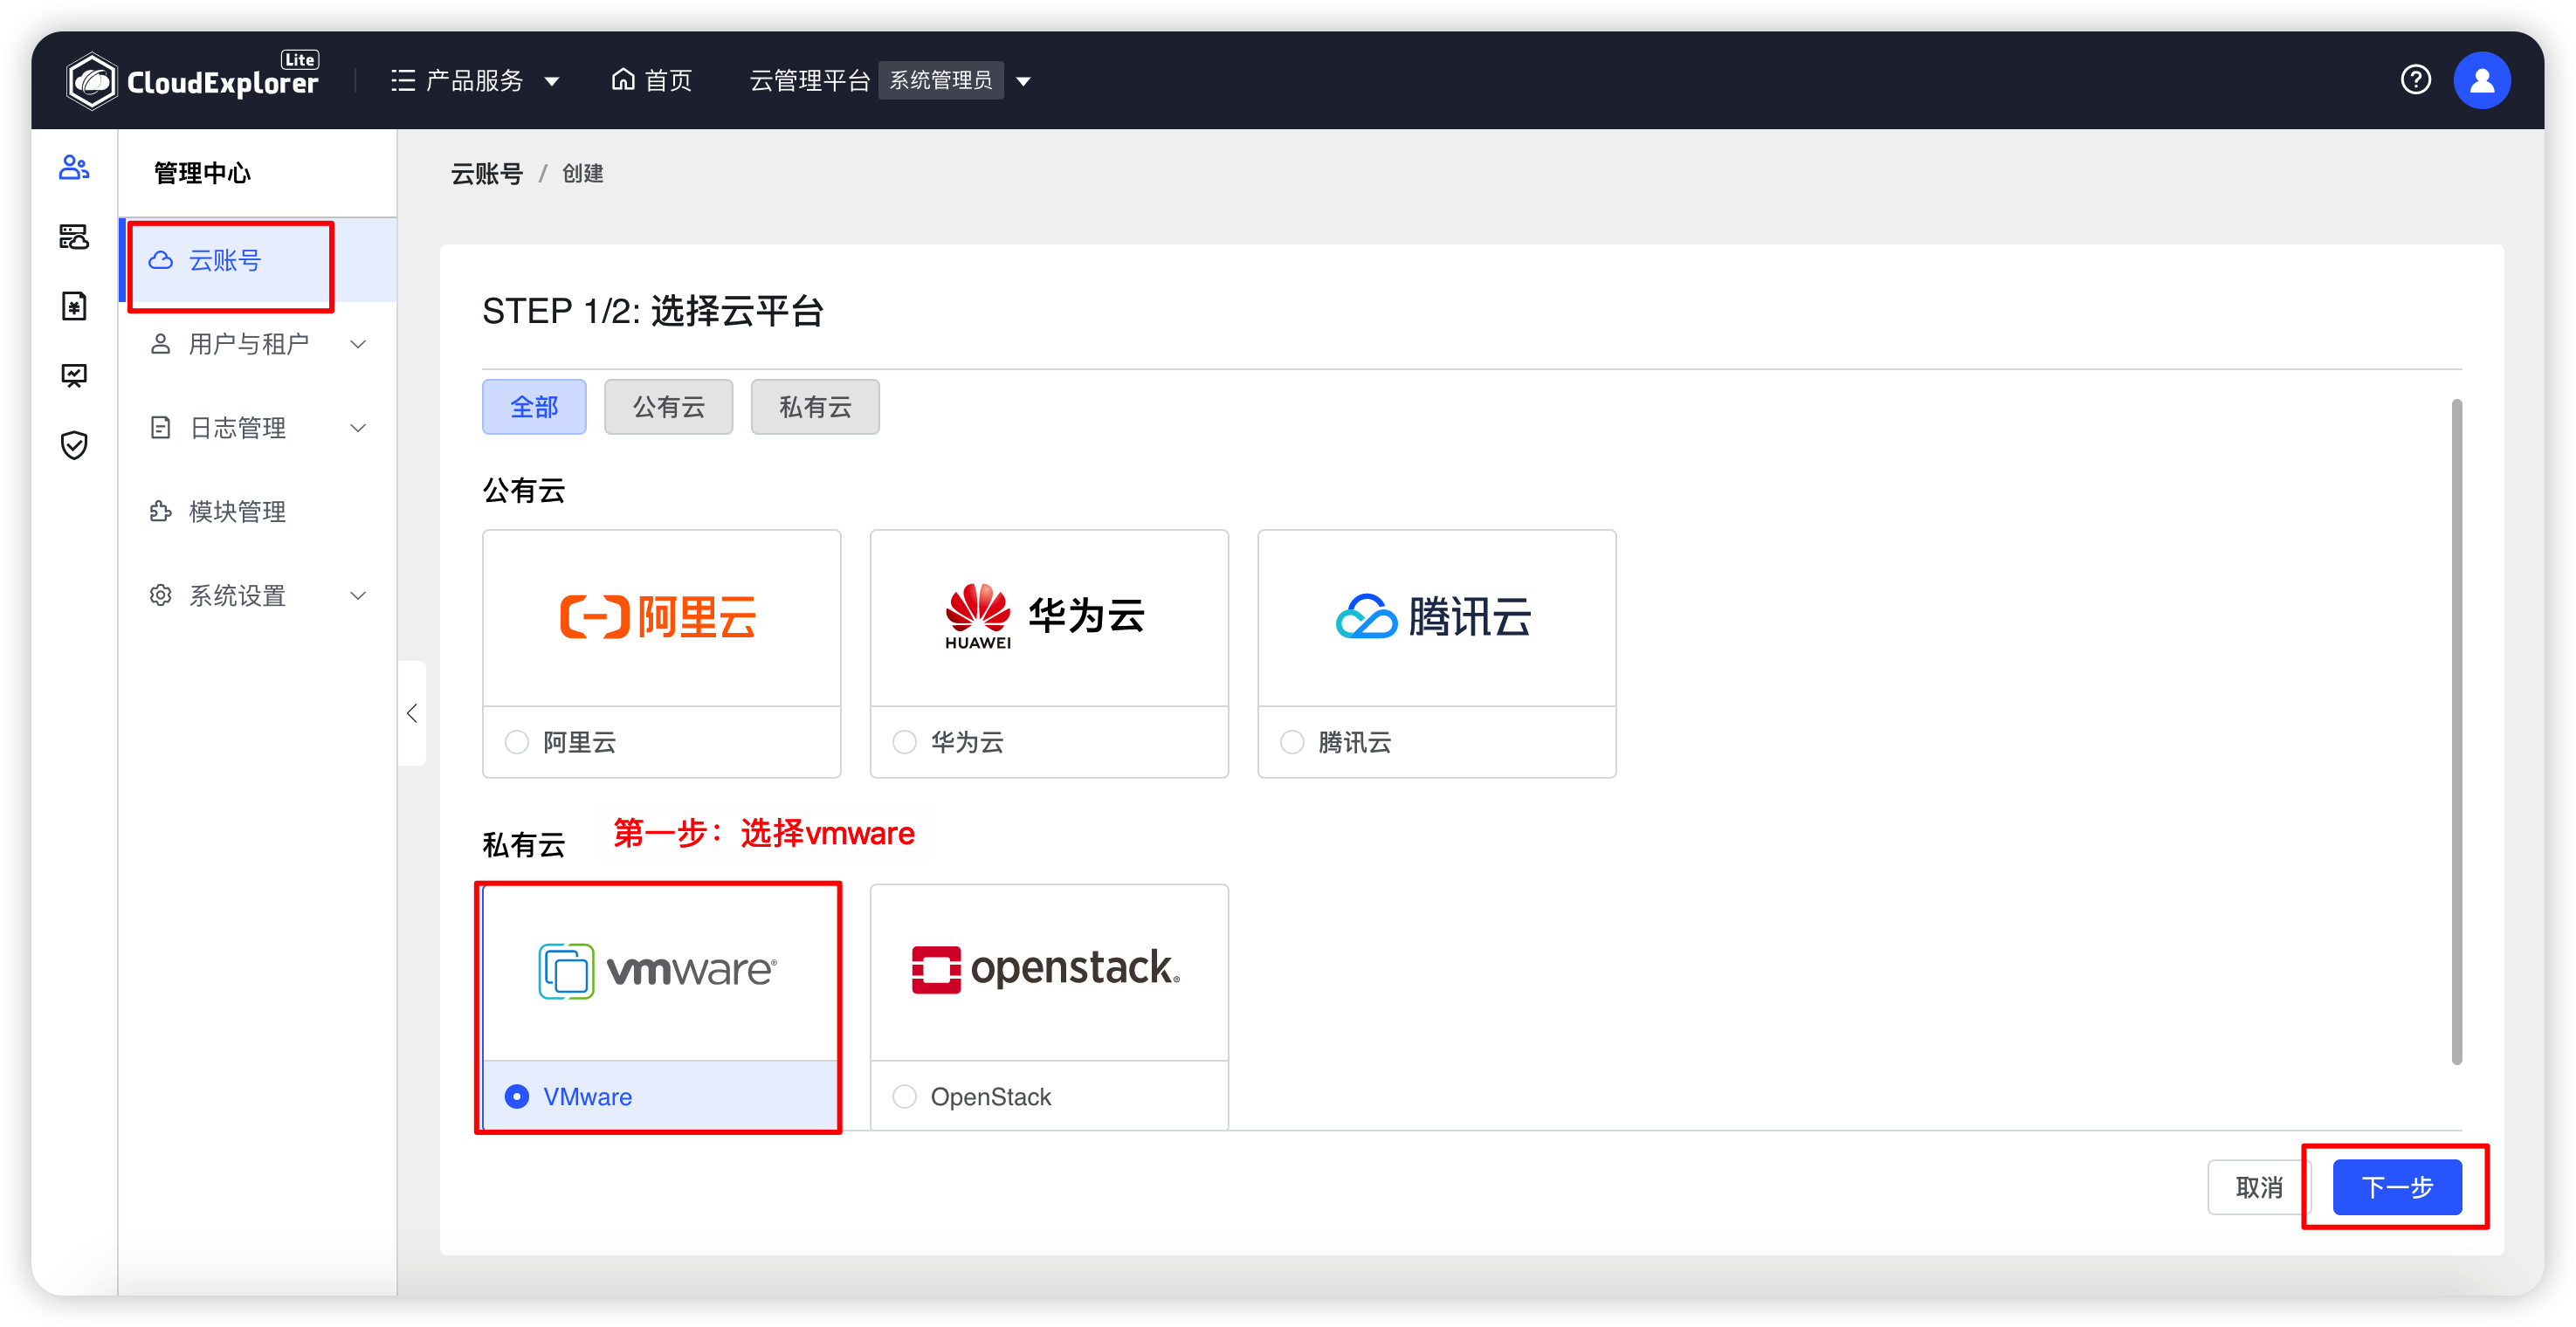 CloudExplorer Lite
产品服务
首页
云管理平台 系统管理员
管理中心
云账号
用户与租户
日志管理
模块管理
系统设置
云账号 / 创建
STEP 1/2: 选择云平台
全部 公有云 私有云
公有云
阿里云
HUAWEI 华为云
腾讯云
阿里云
华为云
腾讯云
私有云
第一步：选择vmware
vmware®
openstack®
VMware
OpenStack
取消
下一步